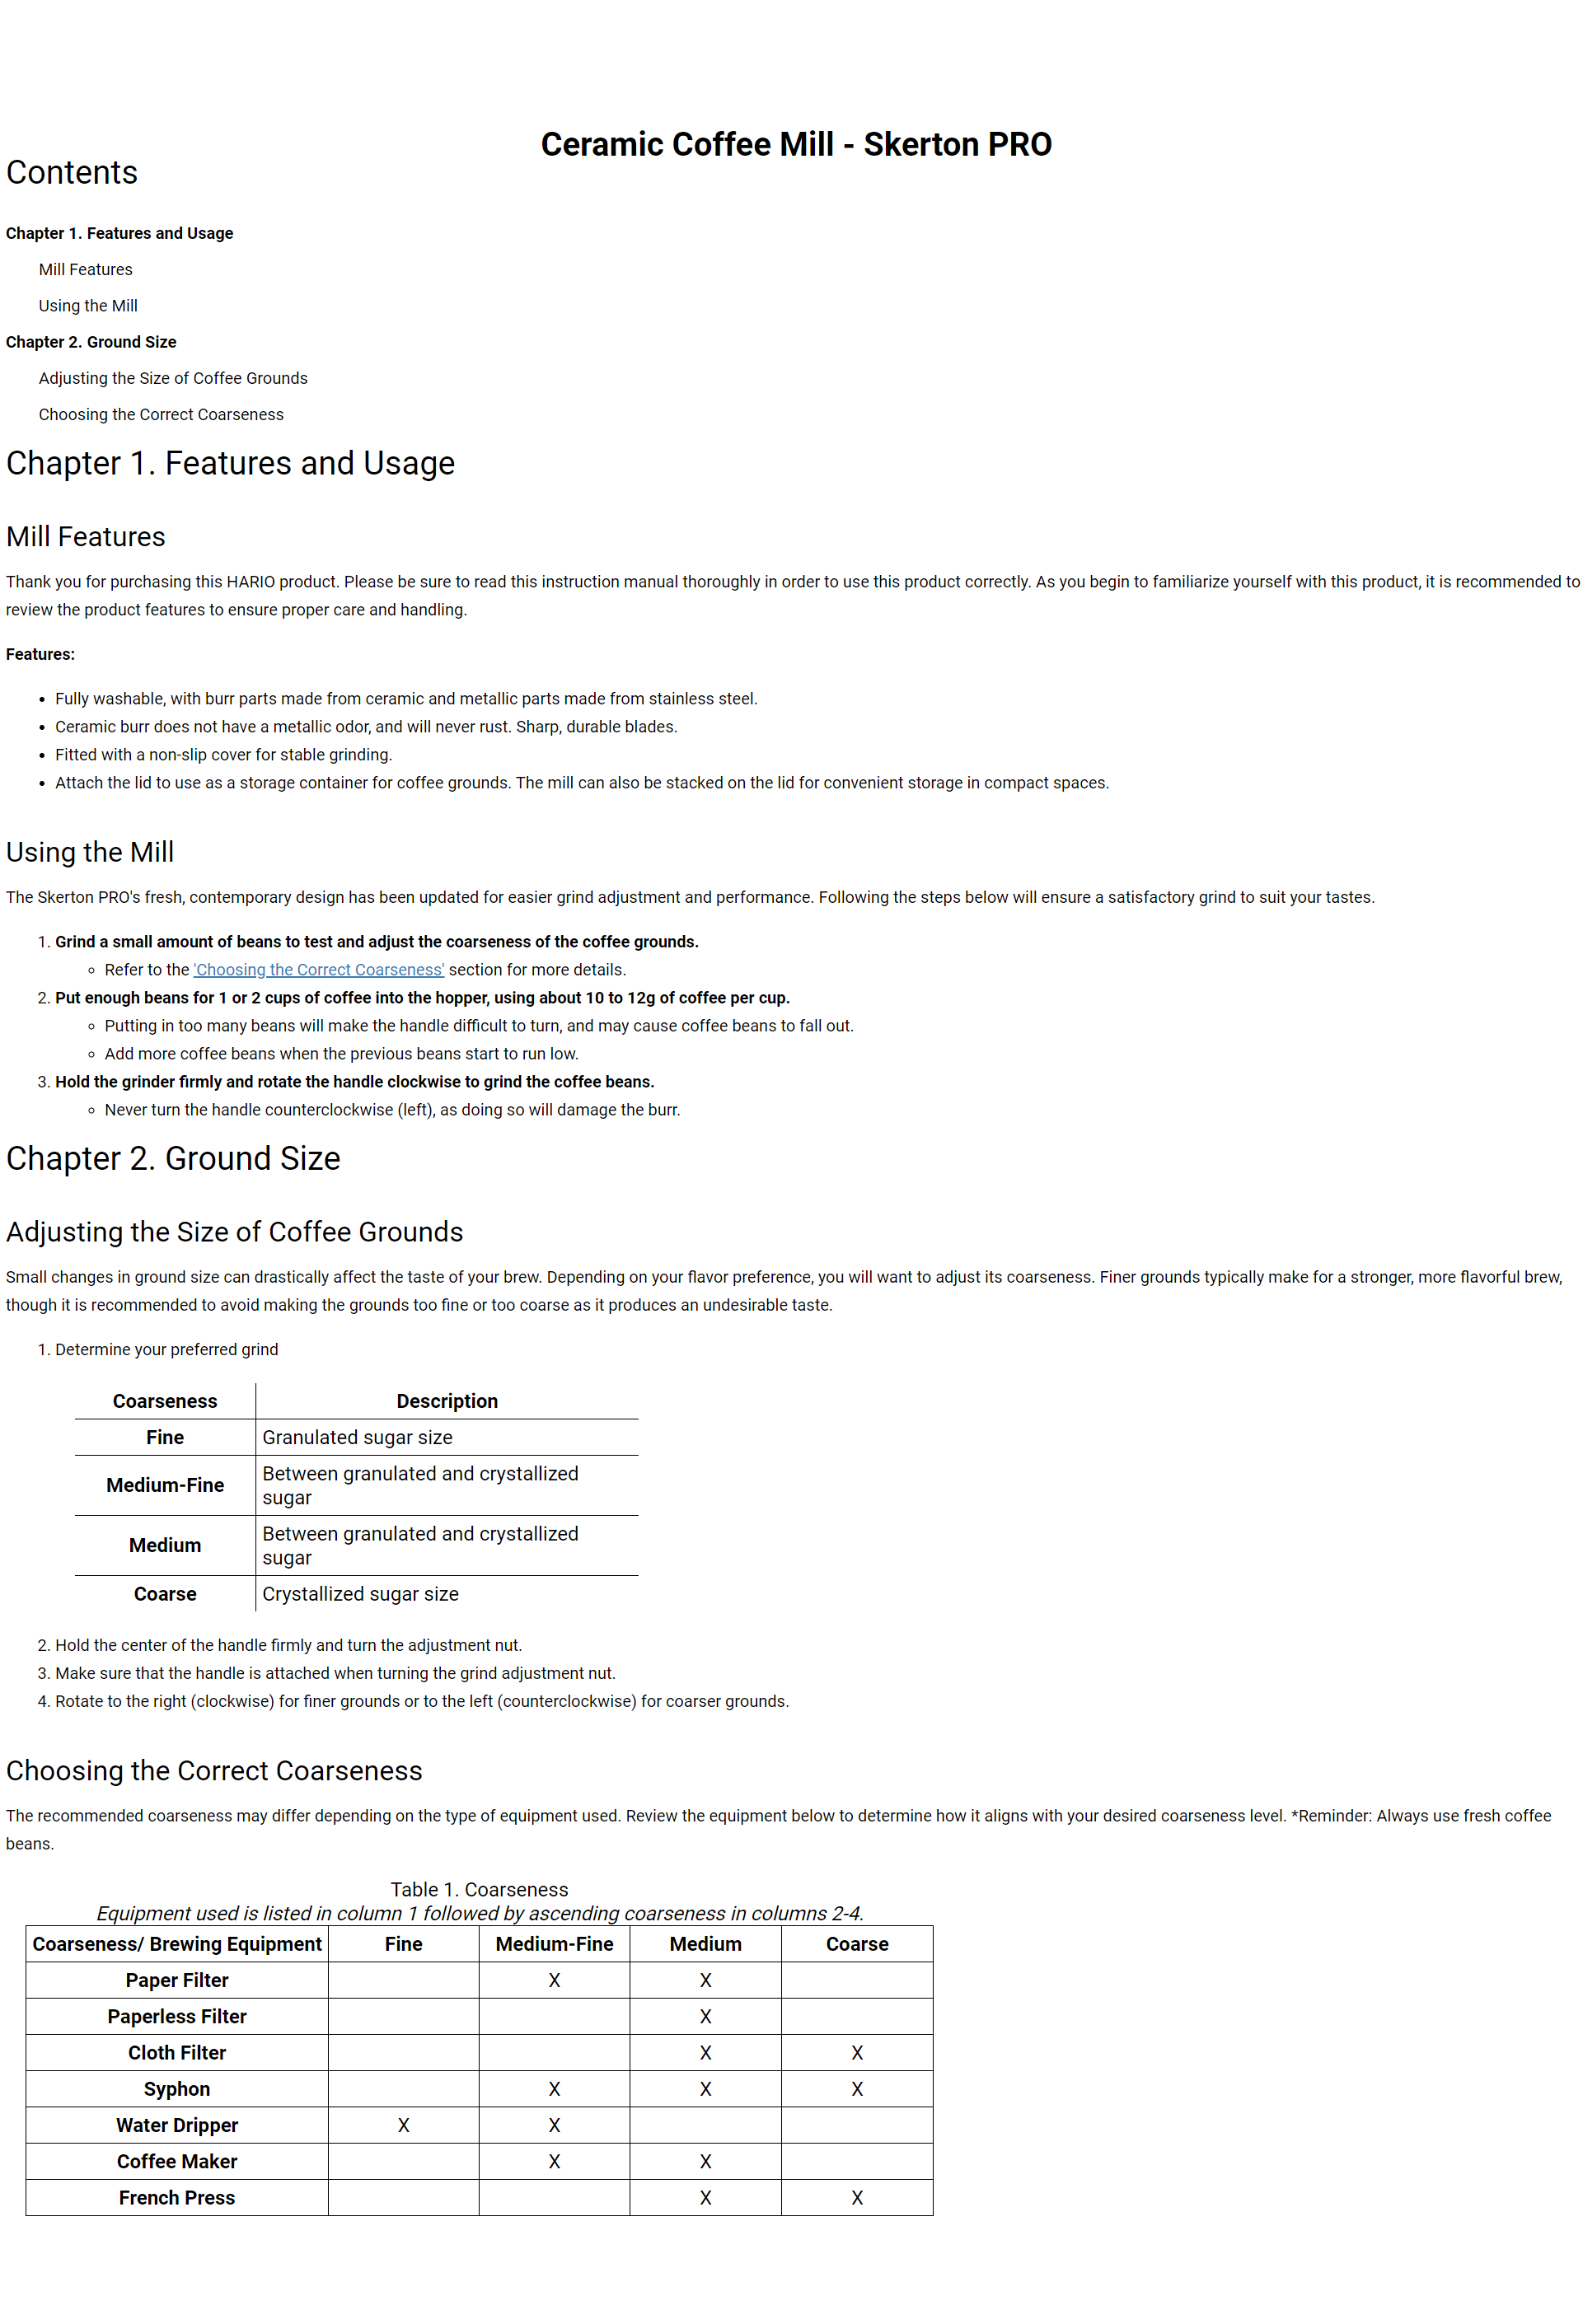 Ceramic Coffee Mill - Skerton PRO
Contents
Chapter 1. Features and Usage
Mill Features
Using the Mill
Chapter 2. Ground Size
Adjusting the Size of Coffee Grounds
Choosing the Correct Coarseness
Chapter 1. Features and Usage
Mill Features
Thank you for purchasing this HARIO product. Please be sure to read this instruction manual thoroughly in order to use this product correctly. As you begin to familiarize yourself with this product, it is recommended to
review the product features to ensure proper care and handling.
Features:
• Fully washable, with burr parts made from ceramic and metallic parts made from stainless steel.
• Ceramic burr does not have a metallic odor, and will never rust. Sharp, durable blades.
• Fitted with a non-slip cover for stable grinding.
• Attach the lid to use as a storage container for coffee grounds. The mill can also be stacked on the lid for convenient storage in compact spaces.
Using the Mill
The Skerton PRO's fresh, contemporary design has been updated for easier grind adjustment and performance. Following the steps below will ensure a satisfactory grind to suit your tastes.
1. Grind a small amount of beans to test and adjust the coarseness of the coffee grounds.
◦ Refer to the 'Choosing the Correct Coarseness' section for more details.
2. Put enough beans for 1 or 2 cups of coffee into the hopper, using about 10 to 12g of coffee per cup.
◦ Putting in too many beans will make the handle difficult to turn, and may cause coffee beans to fall out.
◦ Add more coffee beans when the previous beans start to run low.
3. Hold the grinder firmly and rotate the handle clockwise to grind the coffee beans.
◦ Never turn the handle counterclockwise (left), as doing so will damage the burr.
Chapter 2. Ground Size
Adjusting the Size of Coffee Grounds
Small changes in ground size can drastically affect the taste of your brew. Depending on your flavor preference, you will want to adjust its coarseness. Finer grounds typically make for a stronger, more flavorful brew,
though it is recommended to avoid making the grounds too fine or too coarse as it produces an undesirable taste.
1. Determine your preferred grind
Coarseness Description
Fine Granulated sugar size
Medium-Fine Between granulated and crystallized
sugar
Medium Between granulated and crystallized
sugar
Coarse Crystallized sugar size
2. Hold the center of the handle firmly and turn the adjustment nut.
3. Make sure that the handle is attached when turning the grind adjustment nut.
4. Rotate to the right (clockwise) for finer grounds or to the left (counterclockwise) for coarser grounds.
Choosing the Correct Coarseness
The recommended coarseness may differ depending on the type of equipment used. Review the equipment below to determine how it aligns with your desired coarseness level. *Reminder: Always use fresh coffee
beans.
Table 1. Coarseness
Equipment used is listed in column 1 followed by ascending coarseness in columns 2-4.
Coarseness/ Brewing Equipment Fine Medium-Fine Medium Coarse
Paper Filter X X
Paperless Filter X
Cloth Filter X X
Syphon X X X
Water Dripper X X
Coffee Maker X X
French Press X X